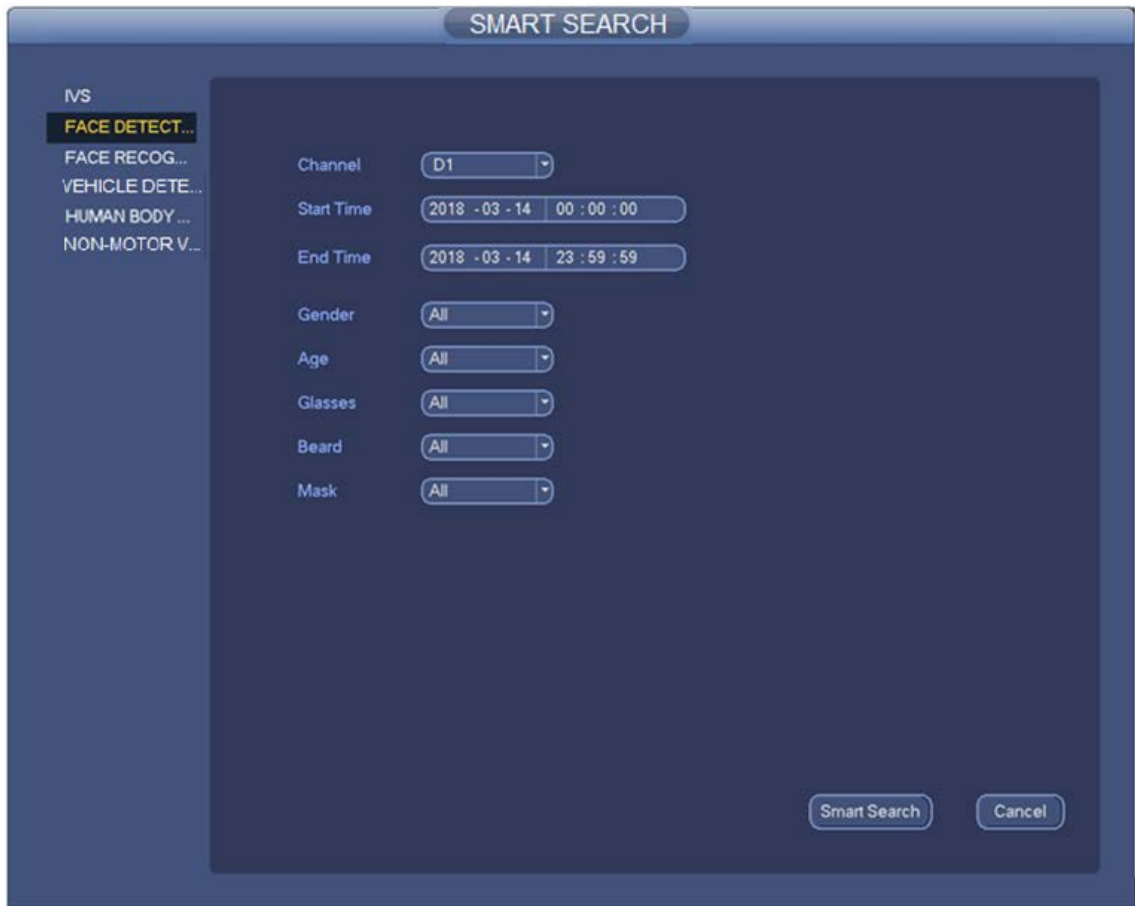 SMART SEARCH
IVS
FACE DETECT...
FACE RECOG...
VEHICLE DETE...
HUMAN BODY ...
NON-MOTOR V...
Channel D1
Start Time 2018 - 03 - 14 00 : 00 : 00
End Time 2018 - 03 - 14 23 : 59 : 59
Gender All
Age All
Glasses All
Beard All
Mask All
Smart Search Cancel